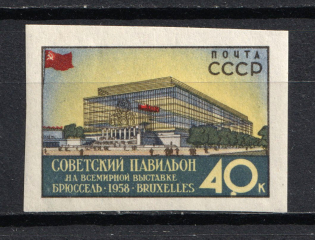 ПОЧТА
СССР
СОВЕТСКИЙ ПАВИЛЬОН
НА ВСЕМИРНОЙ ВЫСТАВКЕ
БРЮССЕЛЬ·1958·BRUXELLES
40 К